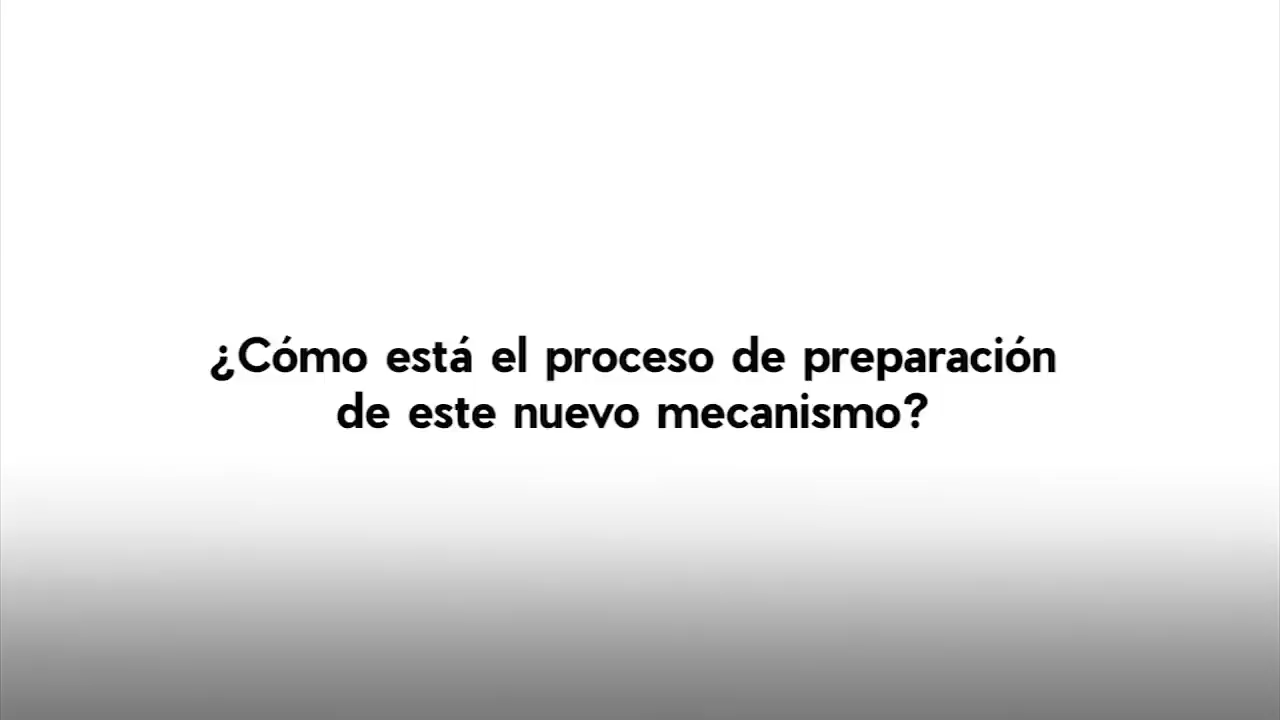 ¿Cómo está el proceso de preparación
de este nuevo mecanismo?